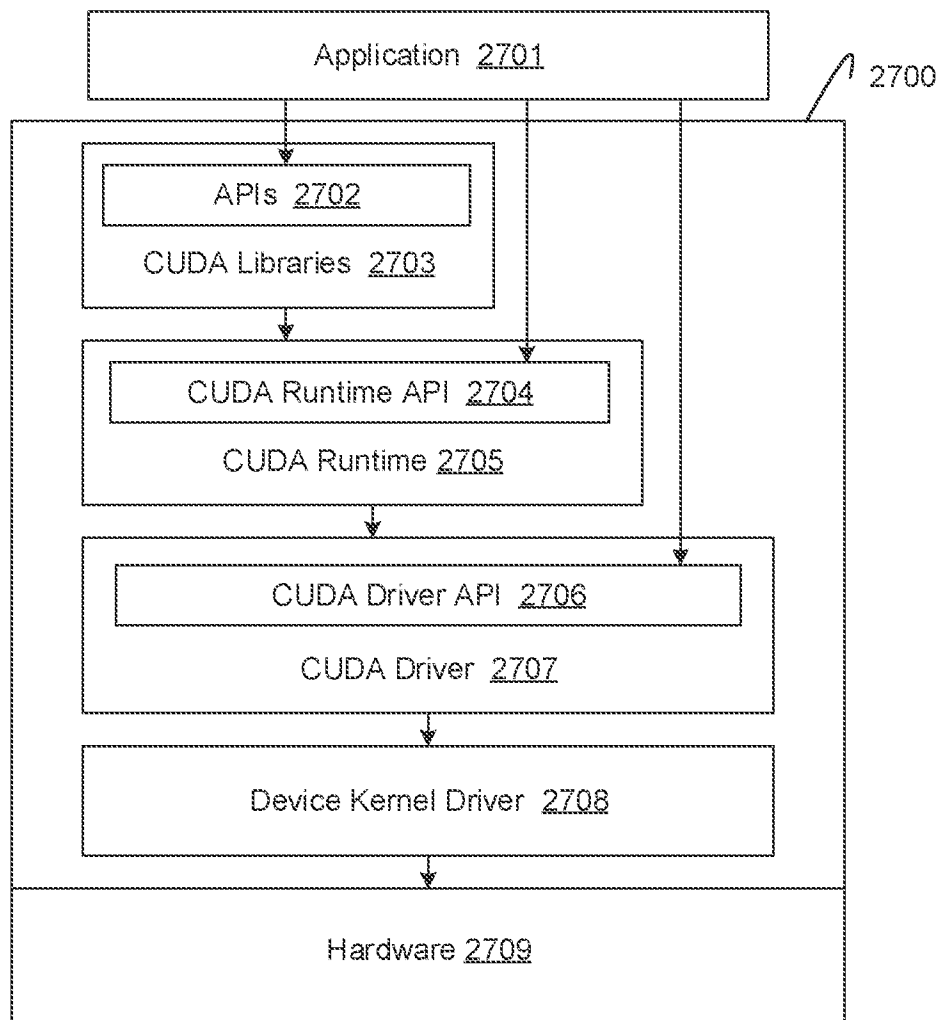 Application 2701
2700
APIs 2702
CUDA Libraries 2703
CUDA Runtime API 2704
CUDA Runtime 2705
CUDA Driver API 2706
CUDA Driver 2707
Device Kernel Driver 2708
Hardware 2709